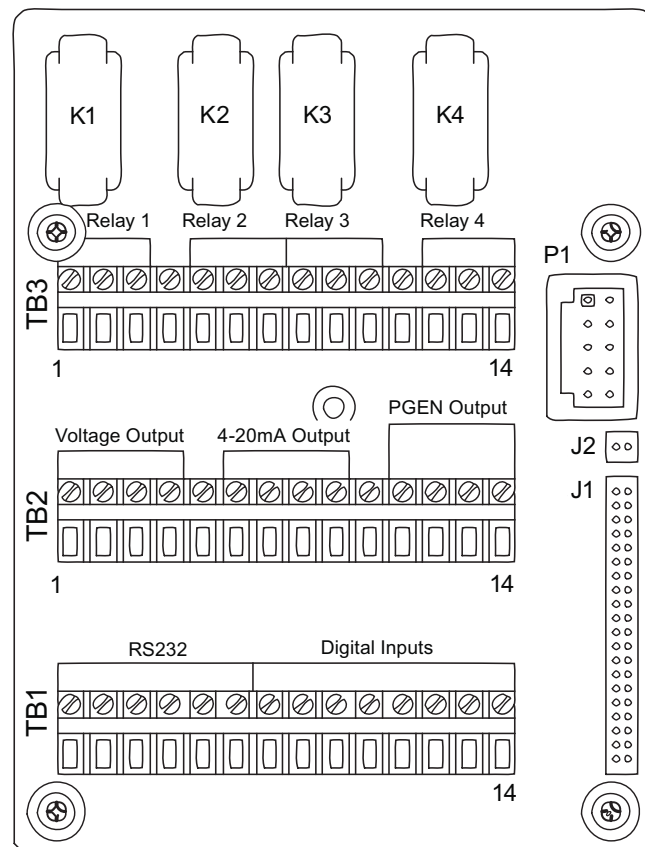 K1 K2 K3 K4
Relay 1 Relay 2 Relay 3 Relay 4
P1
TB3
1 14
PGEN Output
Voltage Output 4-20mA Output
J2
J1
TB2
1 14
RS232 Digital Inputs
TB1
14